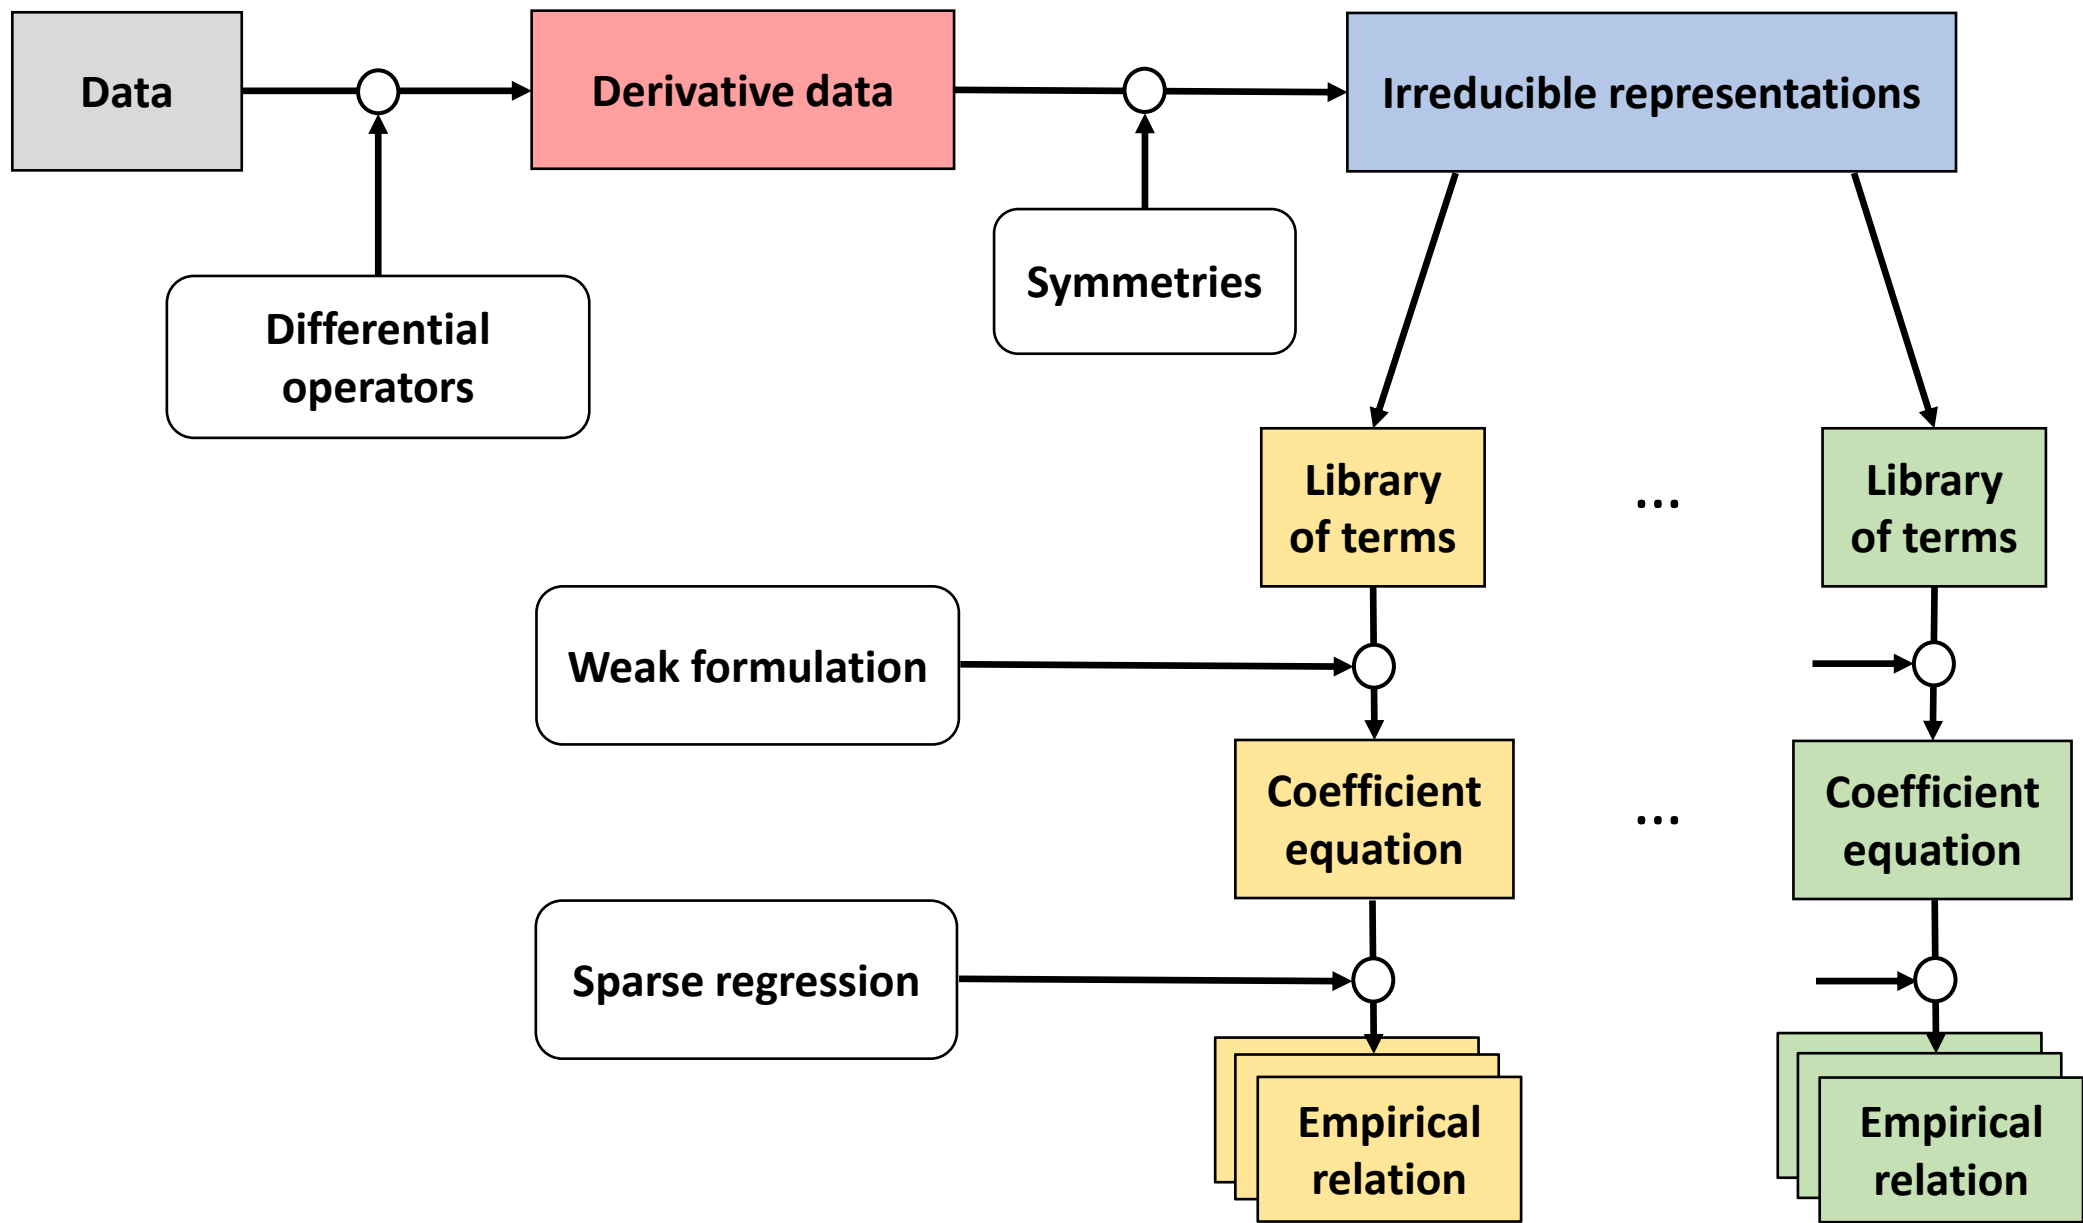 Data
Derivative data
Irreducible representations
Differential
operators
Symmetries
Library
of terms
...
Library
of terms
Weak formulation
Coefficient
equation
...
Coefficient
equation
Sparse regression
Empirical
relation
Empirical
relation